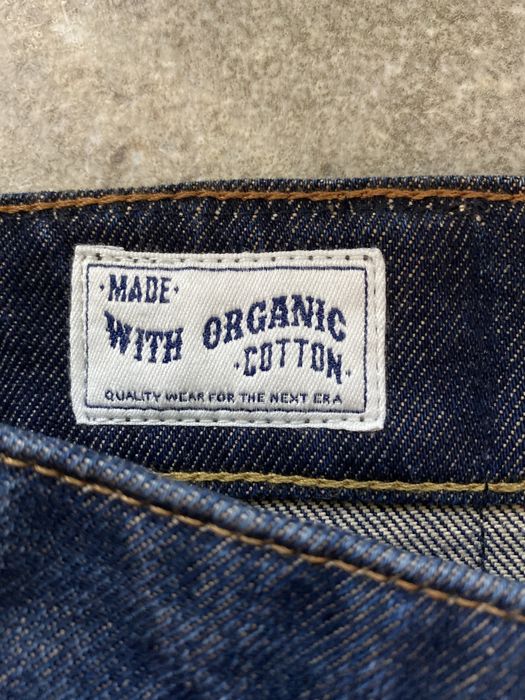 ·MADE·
WITH ORGANIC
·COTTON·
QUALITY WEAR FOR THE NEXT ERA